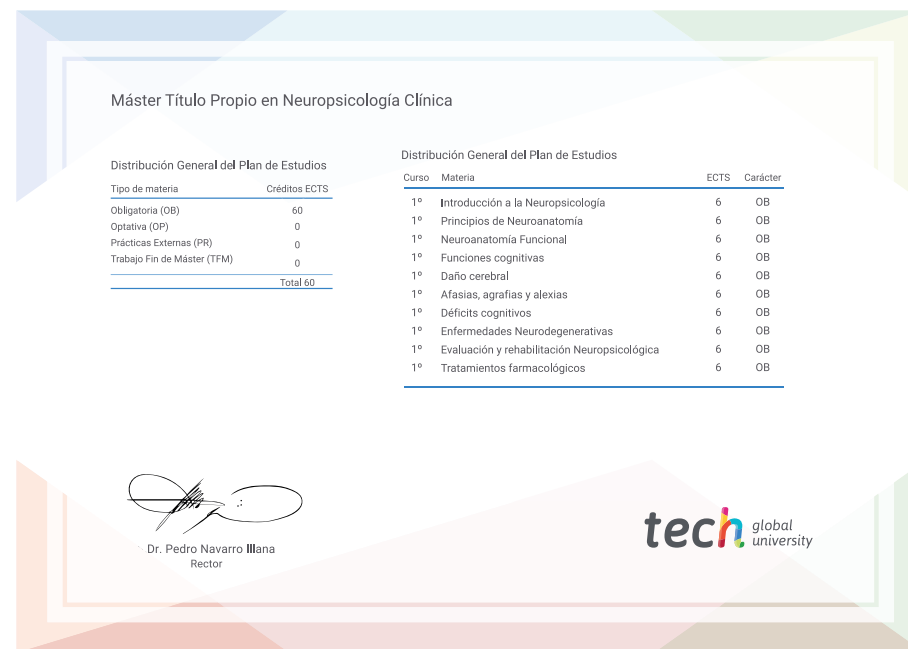 Máster Título Propio en Neuropsicología Clínica
Distribución General del Plan de Estudios
Tipo de materia Créditos ECTS
Obligatoria (OB) 60
Optativa (OP) 0
Prácticas Externas (PR) 0
Trabajo Fin de Máster (TFM) 0
Total 60
Distribución General del Plan de Estudios
Curso Materia ECTS Carácter
1º Introducción a la Neuropsicología 6 OB
1º Principios de Neuroanatomía 6 OB
1º Neuroanatomía Funcional 6 OB
1º Funciones cognitivas 6 OB
1º Daño cerebral 6 OB
1º Afasias, agrafias y alexias 6 OB
1º Déficits cognitivos 6 OB
1º Enfermedades Neurodegenerativas 6 OB
1º Evaluación y rehabilitación Neuropsicológica 6 OB
1º Tratamientos farmacológicos 6 OB
Dr. Pedro Navarro Illana
Rector
tech global university